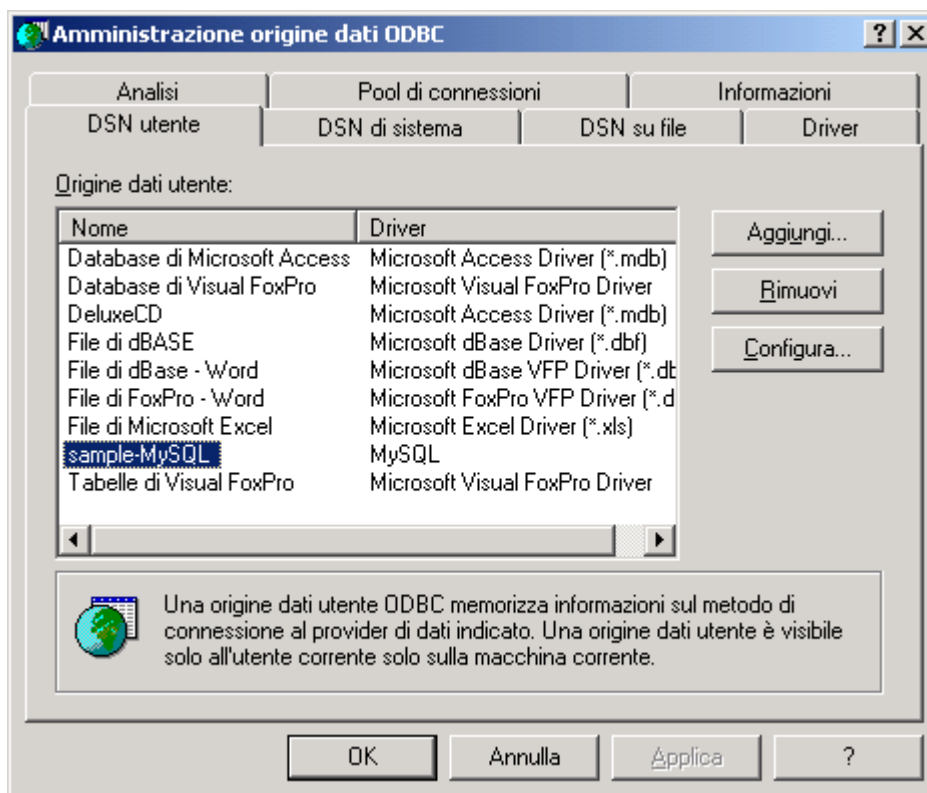 Amministrazione origine dati ODBC
Analisi Pool di connessioni Informazioni
DSN utente DSN di sistema DSN su file Driver
Origine dati utente:
Nome Driver
Database di Microsoft Access Microsoft Access Driver (*.mdb)
Database di Visual FoxPro Microsoft Visual FoxPro Driver
DeluxeCD Microsoft Access Driver (*.mdb)
File di dBASE Microsoft dBase Driver (*.dbf)
File di dBase - Word Microsoft dBase VFP Driver (*.db
File di FoxPro - Word Microsoft FoxPro VFP Driver (*.d
File di Microsoft Excel Microsoft Excel Driver (*.xls)
sample-MySQL MySQL
Tabelle di Visual FoxPro Microsoft Visual FoxPro Driver
Aggiungi...
Rimuovi
Configura...
Una origine dati utente ODBC memorizza informazioni sul metodo di
connessione al provider di dati indicato. Una origine dati utente è visibile
solo all'utente corrente solo sulla macchina corrente.
OK Annulla Applica ?